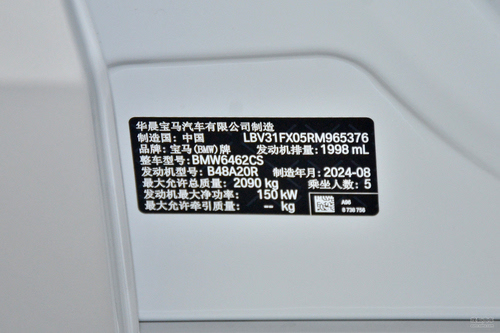 华晨宝马汽车有限公司制造
制造国：中国 LBV31FX05RM965376
品牌：宝马(BMW)牌 发动机排量：1998 mL
整车型号：BMW6462CS
发动机型号：B48A20R 制造年月：2024-08
最大允许总质量：2090 kg 乘坐人数：5
发动机最大净功率：150 kW
最大允许牵引质量：-- kg
A96
9 738 758